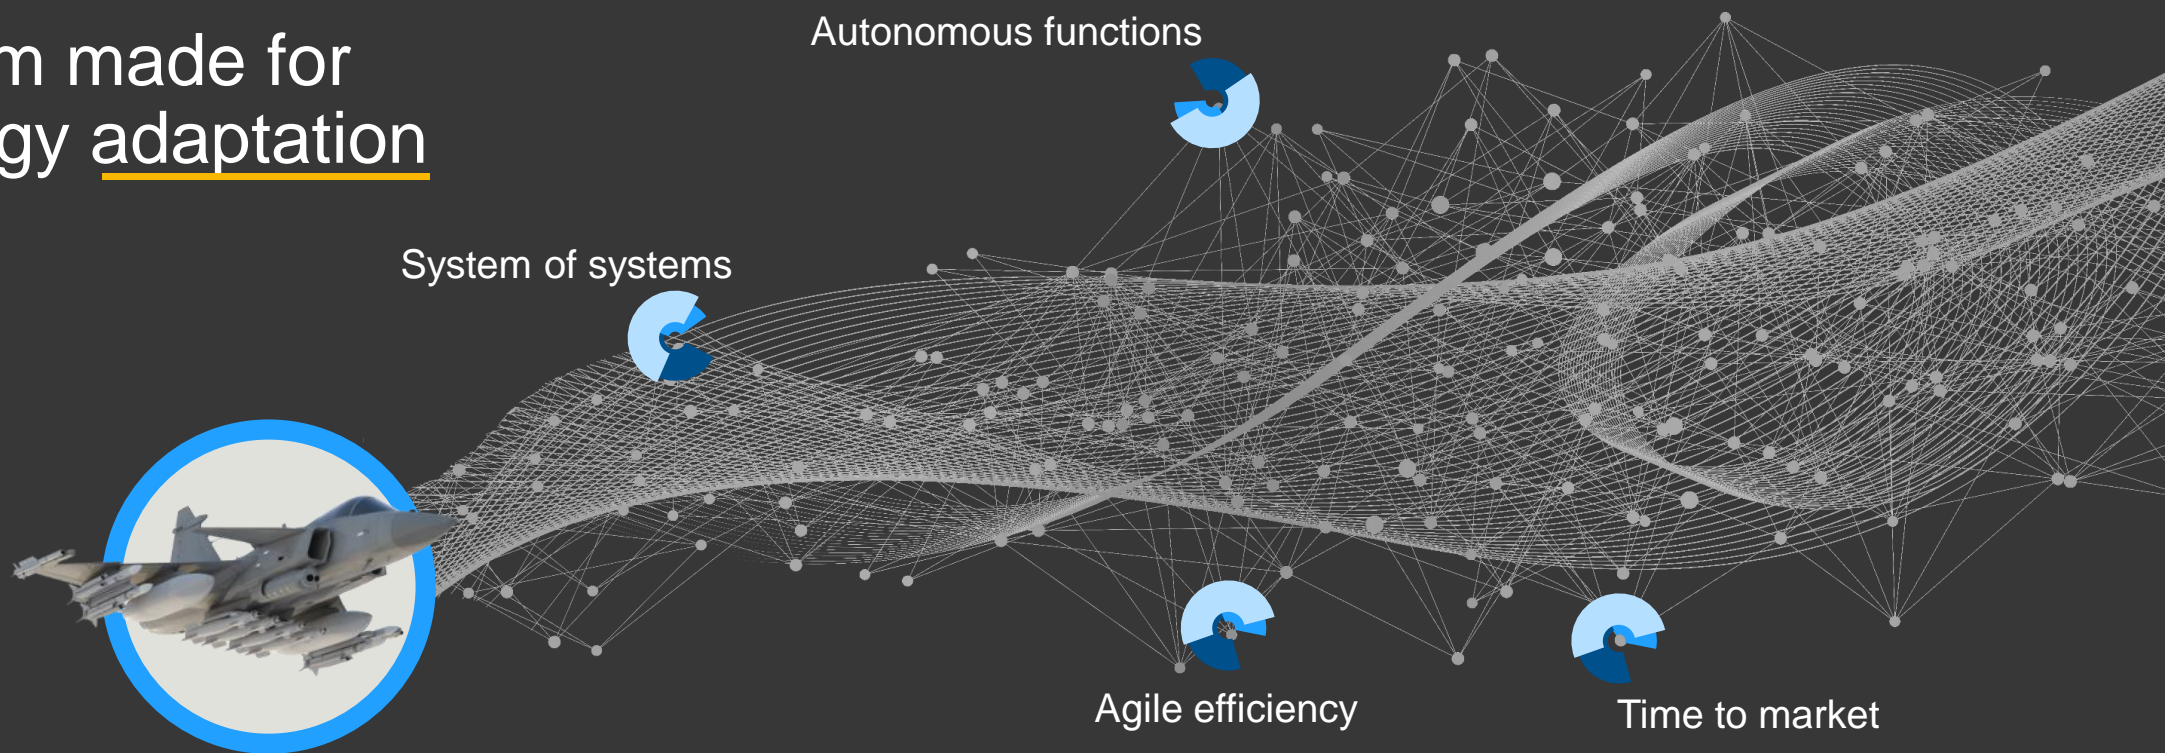 m made for
gy adaptation
Autonomous functions
System of systems
Agile efficiency
Time to market